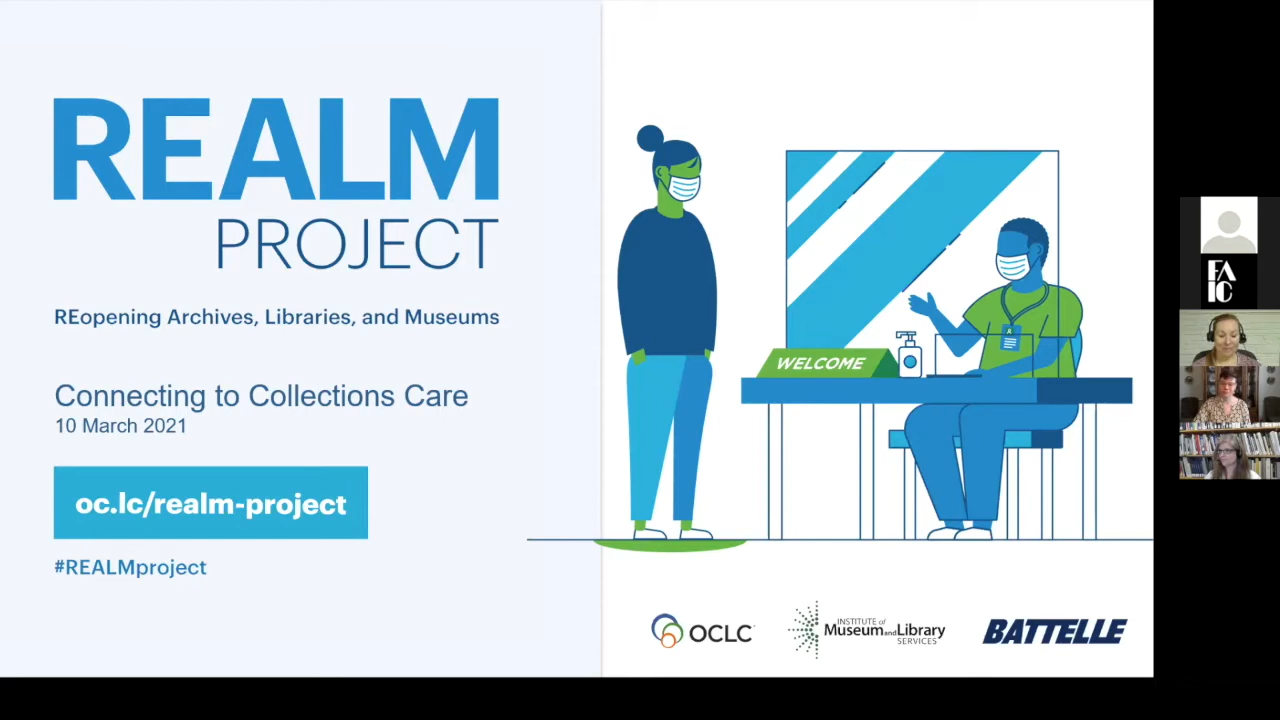 REALM
PROJECT
REopening Archives, Libraries, and Museums
Connecting to Collections Care
10 March 2021
oc.lc/realm-project
#REALMproject
WELCOME
OCLC
INSTITUTE of
Museum and Library
SERVICES
BATTELLE
FA
IC